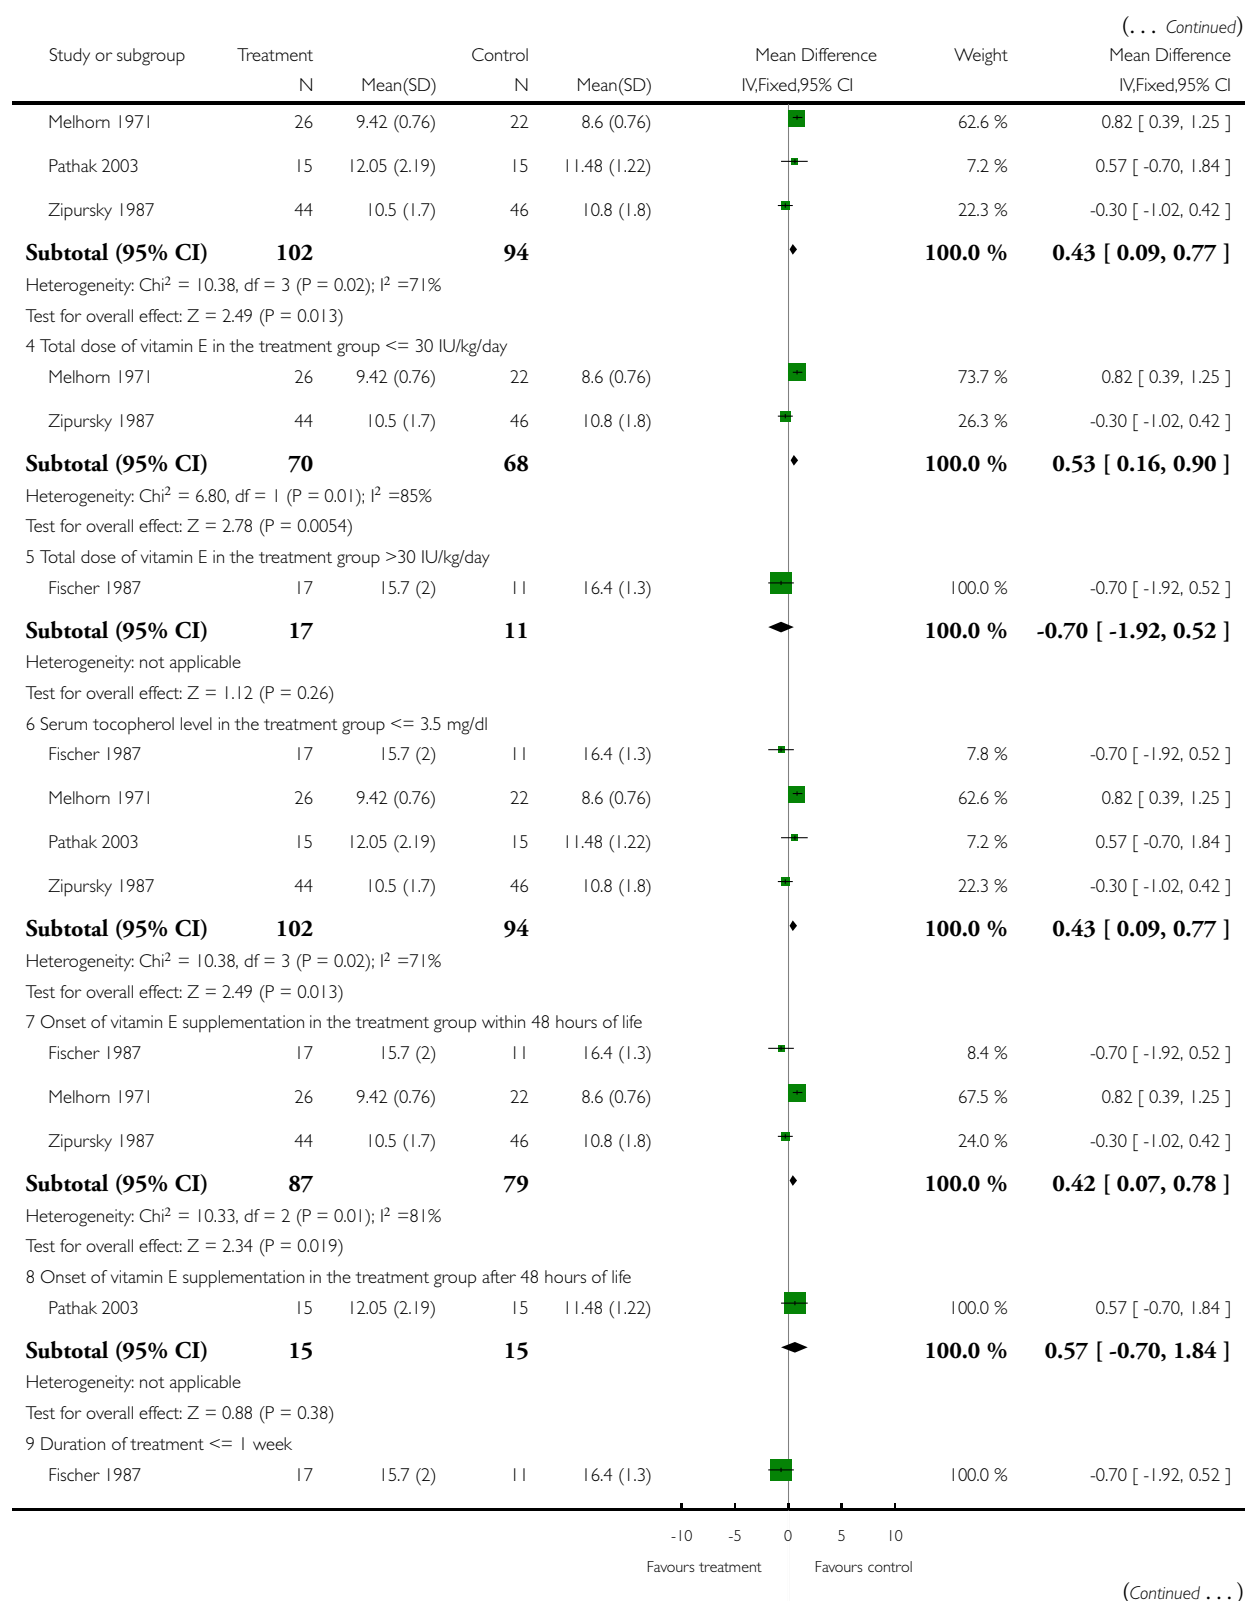 (... Continued)
Study or subgroup Treatment Control Mean Difference Weight Mean Difference
N Mean(SD) N Mean(SD) IV,Fixed,95% CI IV,Fixed,95% CI
Melhorn 1971 26 9.42 (0.76) 22 8.6 (0.76) 62.6 % 0.82 [ 0.39, 1.25 ]
Pathak 2003 15 12.05 (2.19) 15 11.48 (1.22) 7.2 % 0.57 [ -0.70, 1.84 ]
Zipursky 1987 44 10.5 (1.7) 46 10.8 (1.8) 22.3 % -0.30 [ -1.02, 0.42 ]
Subtotal (95% CI) 102 94 100.0 % 0.43 [ 0.09, 0.77 ]
Heterogeneity: Chi² = 10.38, df = 3 (P = 0.02); I² =71%
Test for overall effect: Z = 2.49 (P = 0.013)
4 Total dose of vitamin E in the treatment group <= 30 IU/kg/day
Melhorn 1971 26 9.42 (0.76) 22 8.6 (0.76) 73.7 % 0.82 [ 0.39, 1.25 ]
Zipursky 1987 44 10.5 (1.7) 46 10.8 (1.8) 26.3 % -0.30 [ -1.02, 0.42 ]
Subtotal (95% CI) 70 68 100.0 % 0.53 [ 0.16, 0.90 ]
Heterogeneity: Chi² = 6.80, df = 1 (P = 0.01); I² =85%
Test for overall effect: Z = 2.78 (P = 0.0054)
5 Total dose of vitamin E in the treatment group >30 IU/kg/day
Fischer 1987 17 15.7 (2) 11 16.4 (1.3) 100.0 % -0.70 [ -1.92, 0.52 ]
Subtotal (95% CI) 17 11 100.0 % -0.70 [ -1.92, 0.52 ]
Heterogeneity: not applicable
Test for overall effect: Z = 1.12 (P = 0.26)
6 Serum tocopherol level in the treatment group <= 3.5 mg/dl
Fischer 1987 17 15.7 (2) 11 16.4 (1.3) 7.8 % -0.70 [ -1.92, 0.52 ]
Melhorn 1971 26 9.42 (0.76) 22 8.6 (0.76) 62.6 % 0.82 [ 0.39, 1.25 ]
Pathak 2003 15 12.05 (2.19) 15 11.48 (1.22) 7.2 % 0.57 [ -0.70, 1.84 ]
Zipursky 1987 44 10.5 (1.7) 46 10.8 (1.8) 22.3 % -0.30 [ -1.02, 0.42 ]
Subtotal (95% CI) 102 94 100.0 % 0.43 [ 0.09, 0.77 ]
Heterogeneity: Chi² = 10.38, df = 3 (P = 0.02); I² =71%
Test for overall effect: Z = 2.49 (P = 0.013)
7 Onset of vitamin E supplementation in the treatment group within 48 hours of life
Fischer 1987 17 15.7 (2) 11 16.4 (1.3) 8.4 % -0.70 [ -1.92, 0.52 ]
Melhorn 1971 26 9.42 (0.76) 22 8.6 (0.76) 67.5 % 0.82 [ 0.39, 1.25 ]
Zipursky 1987 44 10.5 (1.7) 46 10.8 (1.8) 24.0 % -0.30 [ -1.02, 0.42 ]
Subtotal (95% CI) 87 79 100.0 % 0.42 [ 0.07, 0.78 ]
Heterogeneity: Chi² = 10.33, df = 2 (P = 0.01); I² =81%
Test for overall effect: Z = 2.34 (P = 0.019)
8 Onset of vitamin E supplementation in the treatment group after 48 hours of life
Pathak 2003 15 12.05 (2.19) 15 11.48 (1.22) 100.0 % 0.57 [ -0.70, 1.84 ]
Subtotal (95% CI) 15 15 100.0 % 0.57 [ -0.70, 1.84 ]
Heterogeneity: not applicable
Test for overall effect: Z = 0.88 (P = 0.38)
9 Duration of treatment <= 1 week
Fischer 1987 17 15.7 (2) 11 16.4 (1.3) 100.0 % -0.70 [ -1.92, 0.52 ]
-10 -5 0 5 10
Favours treatment Favours control
(Continued ...)